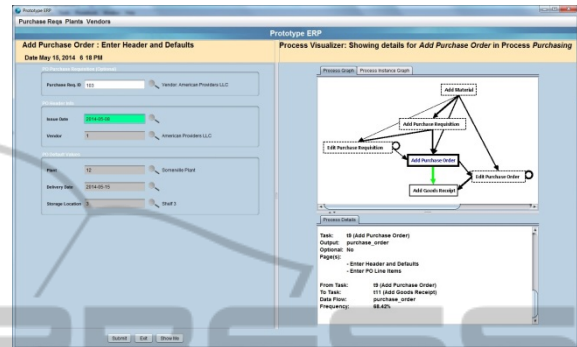 Prototype ERP
Purchase Reqs Plants Vendors
Prototype ERP
Add Purchase Order : Enter Header and Defaults
Date May 15, 2014 6 18 PM
Purchase Req. ID
Vendor: American Providers LLC
Issue Date
Vendor
1
American Providers LLC
Plant
12
Somerville Plant
Delivery Date
2014-05-15
Storage Location
3
Shelf 3
Submit Exit Show Me
Process Visualizer: Showing details for Add Purchase Order in Process Purchasing
Process Graph Process Instance Graph
Add Material
Add Purchase Requisition
Edit Purchase Requisition
Add Purchase Order
Edit Purchase Order
Add Goods Receipt
Process Details
Task: t9 (Add Purchase Order)
Output: purchase_order
Optional: No
Page(s):
- Enter Header and Defaults
- Enter PO Line Items
From Task: t9 (Add Purchase Order)
To Task: t11 (Add Goods Receipt)
Data Flow: purchase_order
Frequency: 68.42%